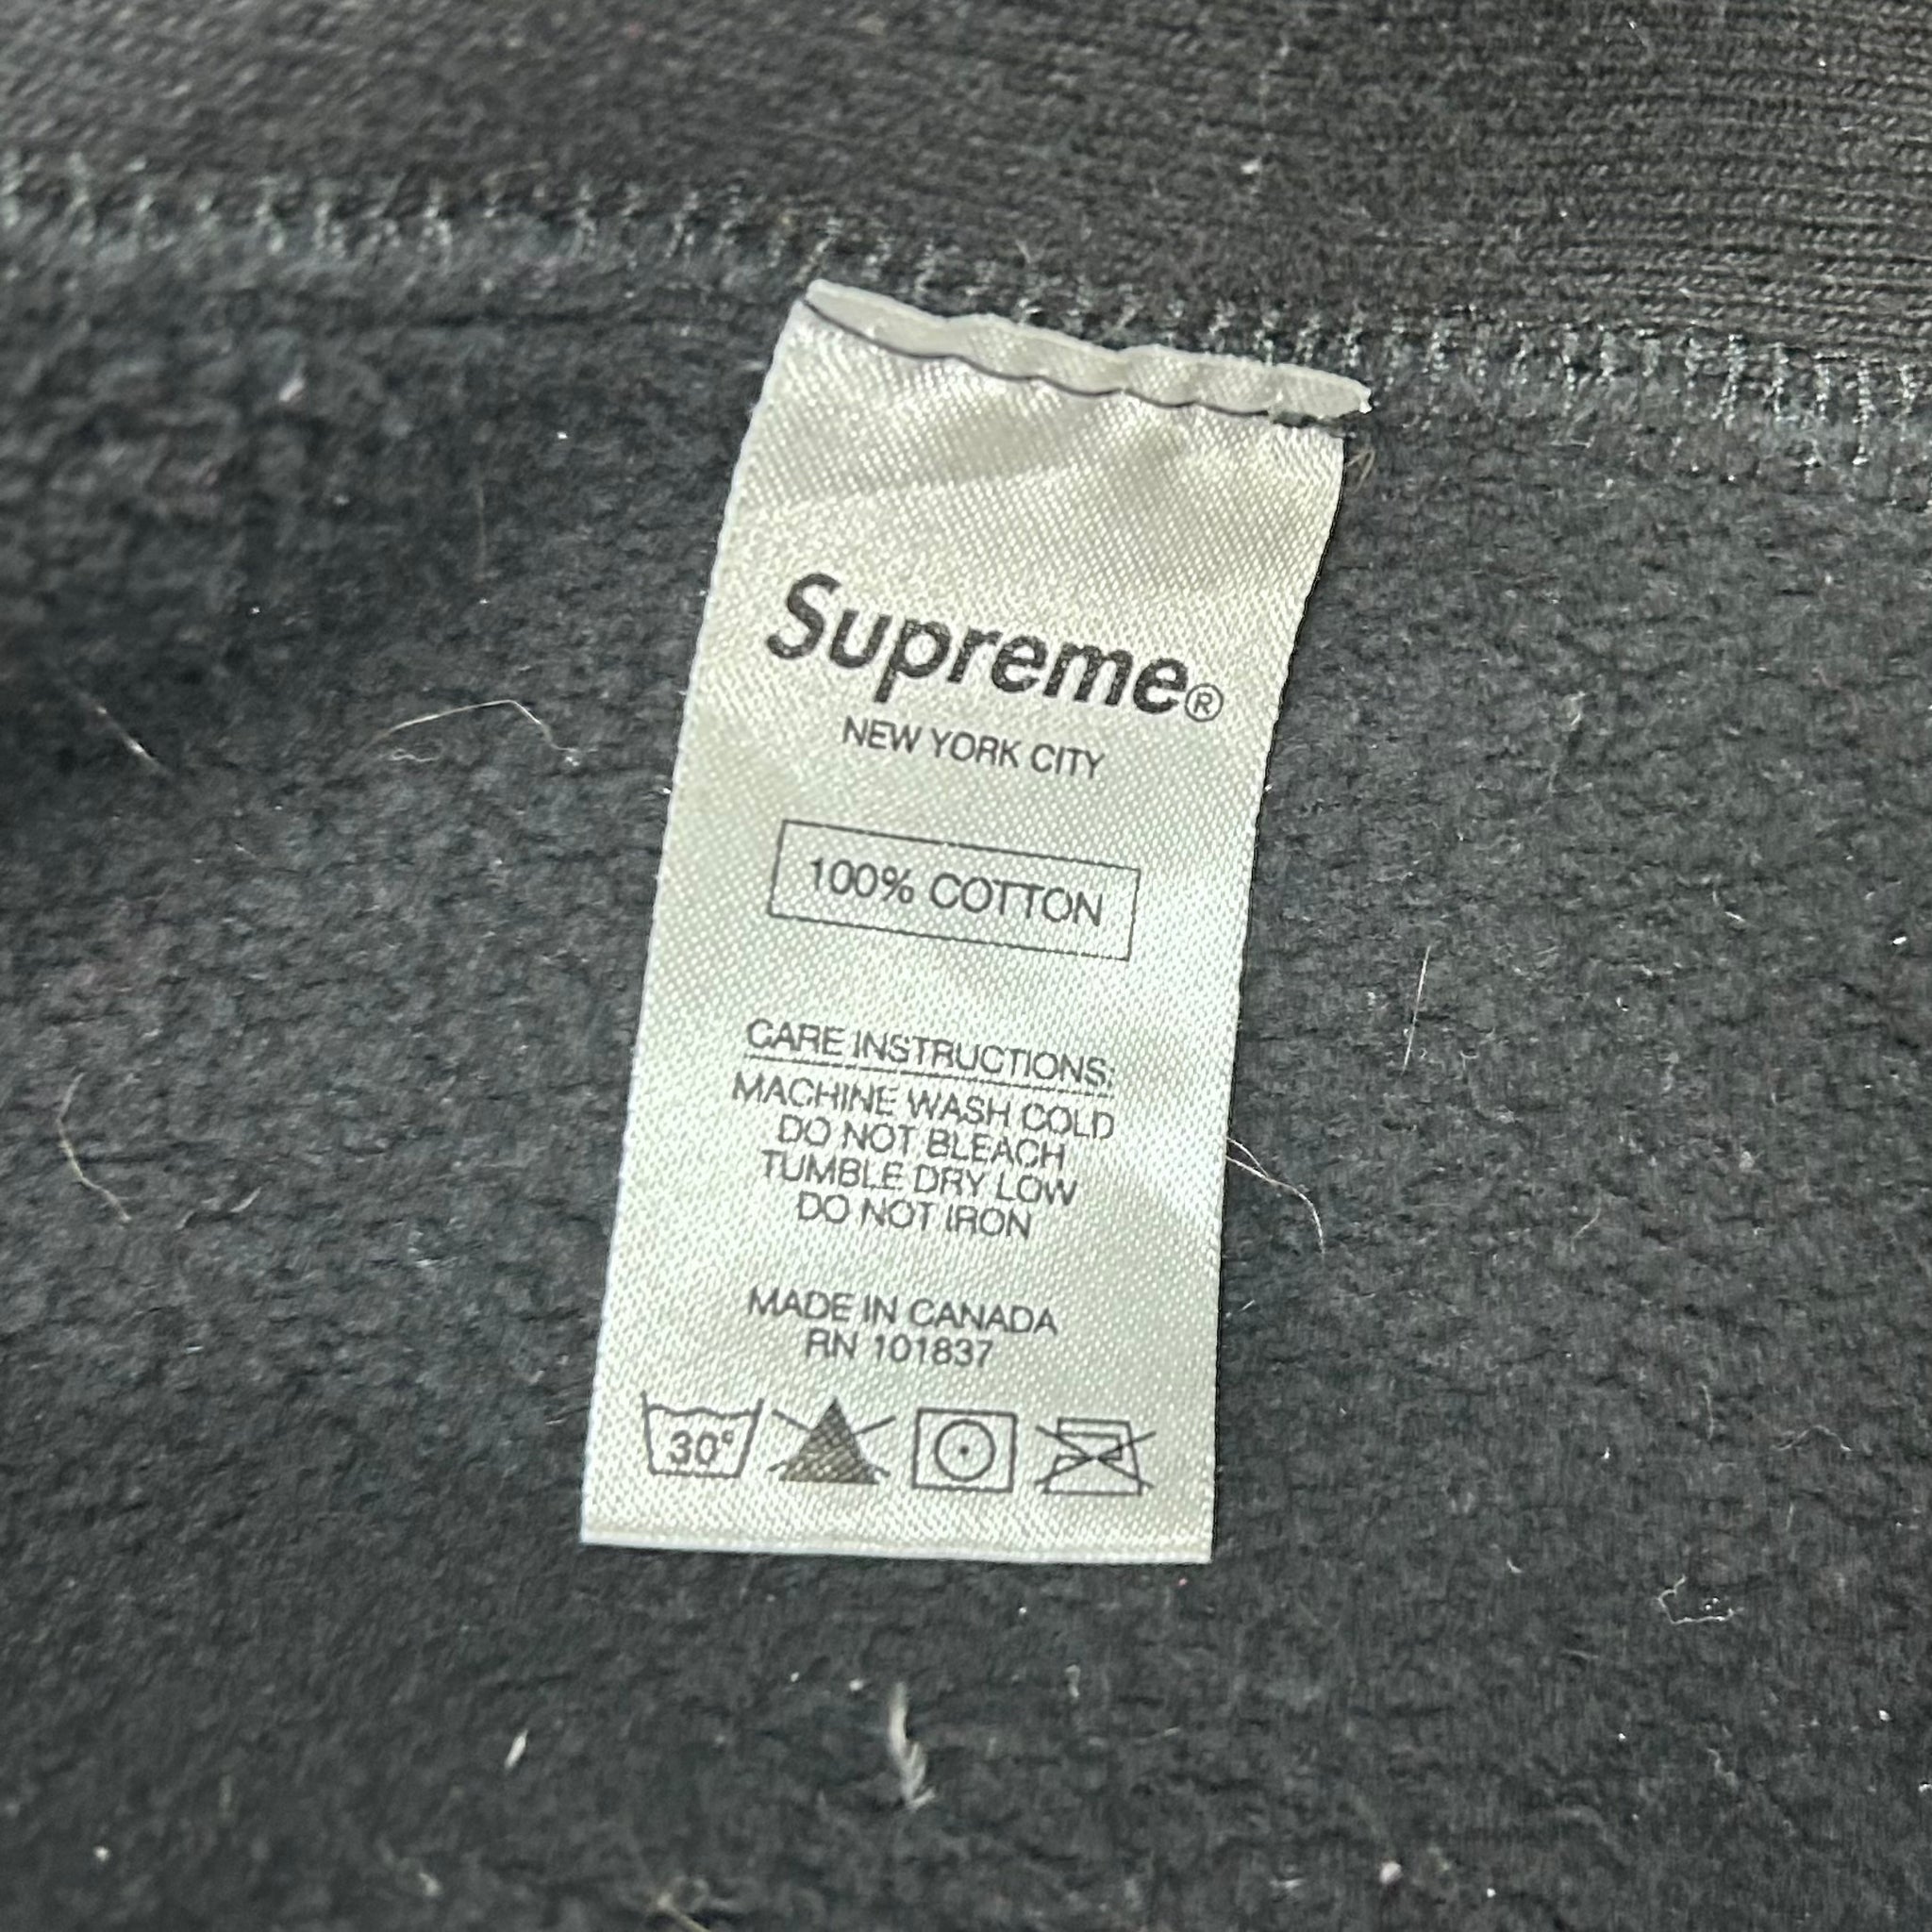 Supreme®
NEW YORK CITY
100% COTTON
CARE INSTRUCTIONS:
MACHINE WASH COLD
DO NOT BLEACH
TUMBLE DRY LOW
DO NOT IRON
MADE IN CANADA
RN 101837
30°